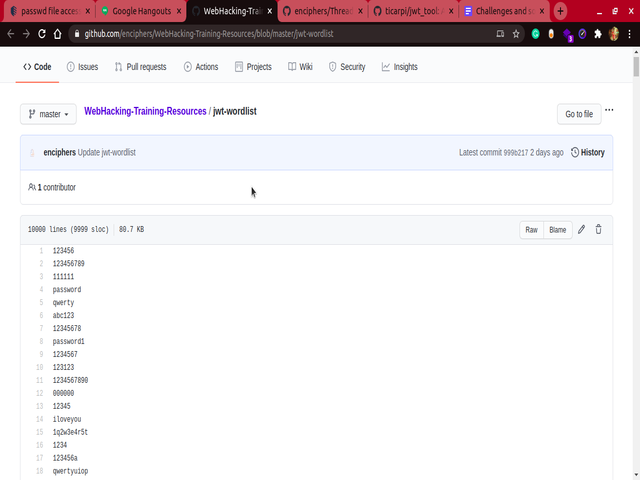 passwd file acces
Google Hangouts
WebHacking-Trai
enciphers/Thread
ticarpi/jwt_tool:
Challenges and s
github.com/enciphers/WebHacking-Training-Resources/blob/master/jwt-wordlist
3
Code Issues Pull requests Actions Projects Wiki Security Insights
master WebHacking-Training-Resources / jwt-wordlist Go to file
enciphers Update jwt-wordlist Latest commit 999b217 2 days ago History
1 contributor
10000 lines (9999 sloc) 80.7 KB Raw Blame
1 123456
2 123456789
3 111111
4 password
5 qwerty
6 abc123
7 12345678
8 password1
9 1234567
10 123123
11 1234567890
12 000000
13 12345
14 iloveyou
15 1q2w3e4r5t
16 1234
17 123456a
18 qwertyuiop